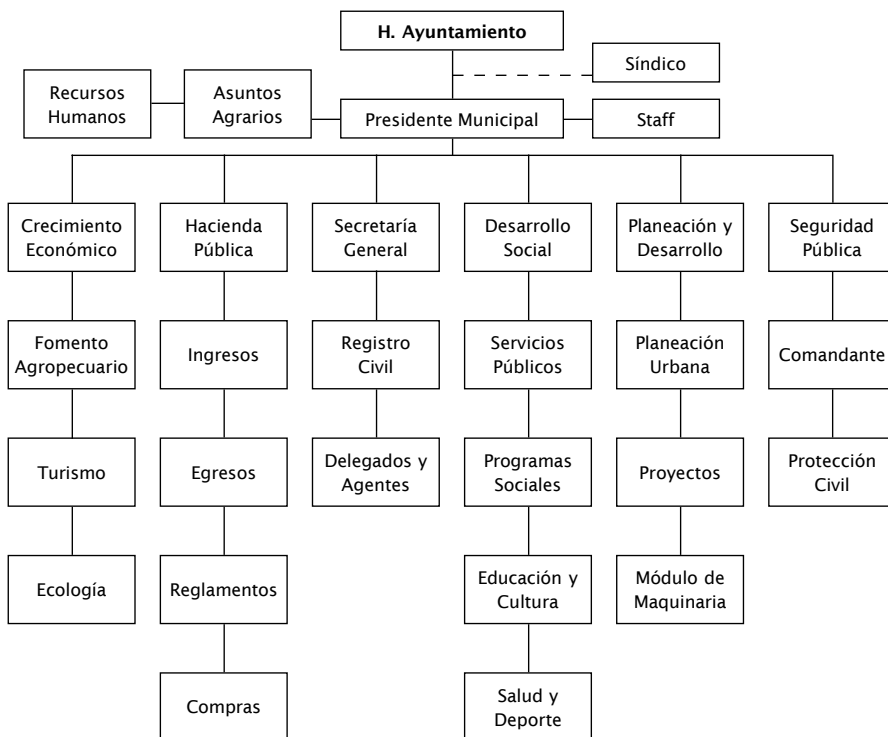 H. Ayuntamiento
Síndico
Recursos
Humanos
Asuntos
Agrarios
Presidente Municipal
Staff
Crecimiento
Económico
Hacienda
Pública
Secretaría
General
Desarrollo
Social
Planeación y
Desarrollo
Seguridad
Pública
Fomento
Agropecuario
Ingresos
Registro
Civil
Servicios
Públicos
Planeación
Urbana
Comandante
Turismo
Egresos
Delegados y
Agentes
Programas
Sociales
Proyectos
Protección
Civil
Ecología
Reglamentos
Educación y
Cultura
Módulo de
Maquinaria
Compras
Salud y
Deporte